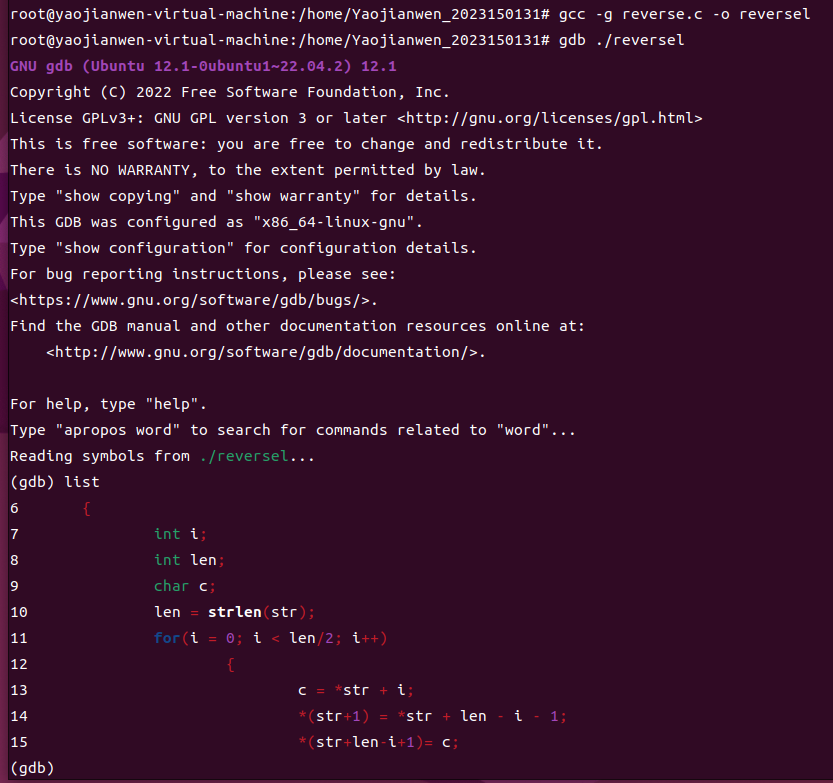 root@yaojianwen-virtual-machine:/home/Yaojianwen_2023150131# gcc -g reverse.c -o reversel
root@yaojianwen-virtual-machine:/home/Yaojianwen_2023150131# gdb ./reversel
GNU gdb (Ubuntu 12.1-0ubuntu1~22.04.2) 12.1
Copyright (C) 2022 Free Software Foundation, Inc.
License GPLv3+: GNU GPL version 3 or later <http://gnu.org/licenses/gpl.html>
This is free software: you are free to change and redistribute it.
There is NO WARRANTY, to the extent permitted by law.
Type "show copying" and "show warranty" for details.
This GDB was configured as "x86_64-linux-gnu".
Type "show configuration" for configuration details.
For bug reporting instructions, please see:
<https://www.gnu.org/software/gdb/bugs/>.
Find the GDB manual and other documentation resources online at:
    <http://www.gnu.org/software/gdb/documentation/>.

For help, type "help".
Type "apropos word" to search for commands related to "word"...
Reading symbols from ./reversel...
(gdb) list
6       {
7               int i;
8               int len;
9               char c;
10              len = strlen(str);
11              for(i = 0; i < len/2; i++)
12                      {
13                              c = *str + i;
14                              *(str+1) = *str + len - i - 1;
15                              *(str+len-i+1)= c;
(gdb)